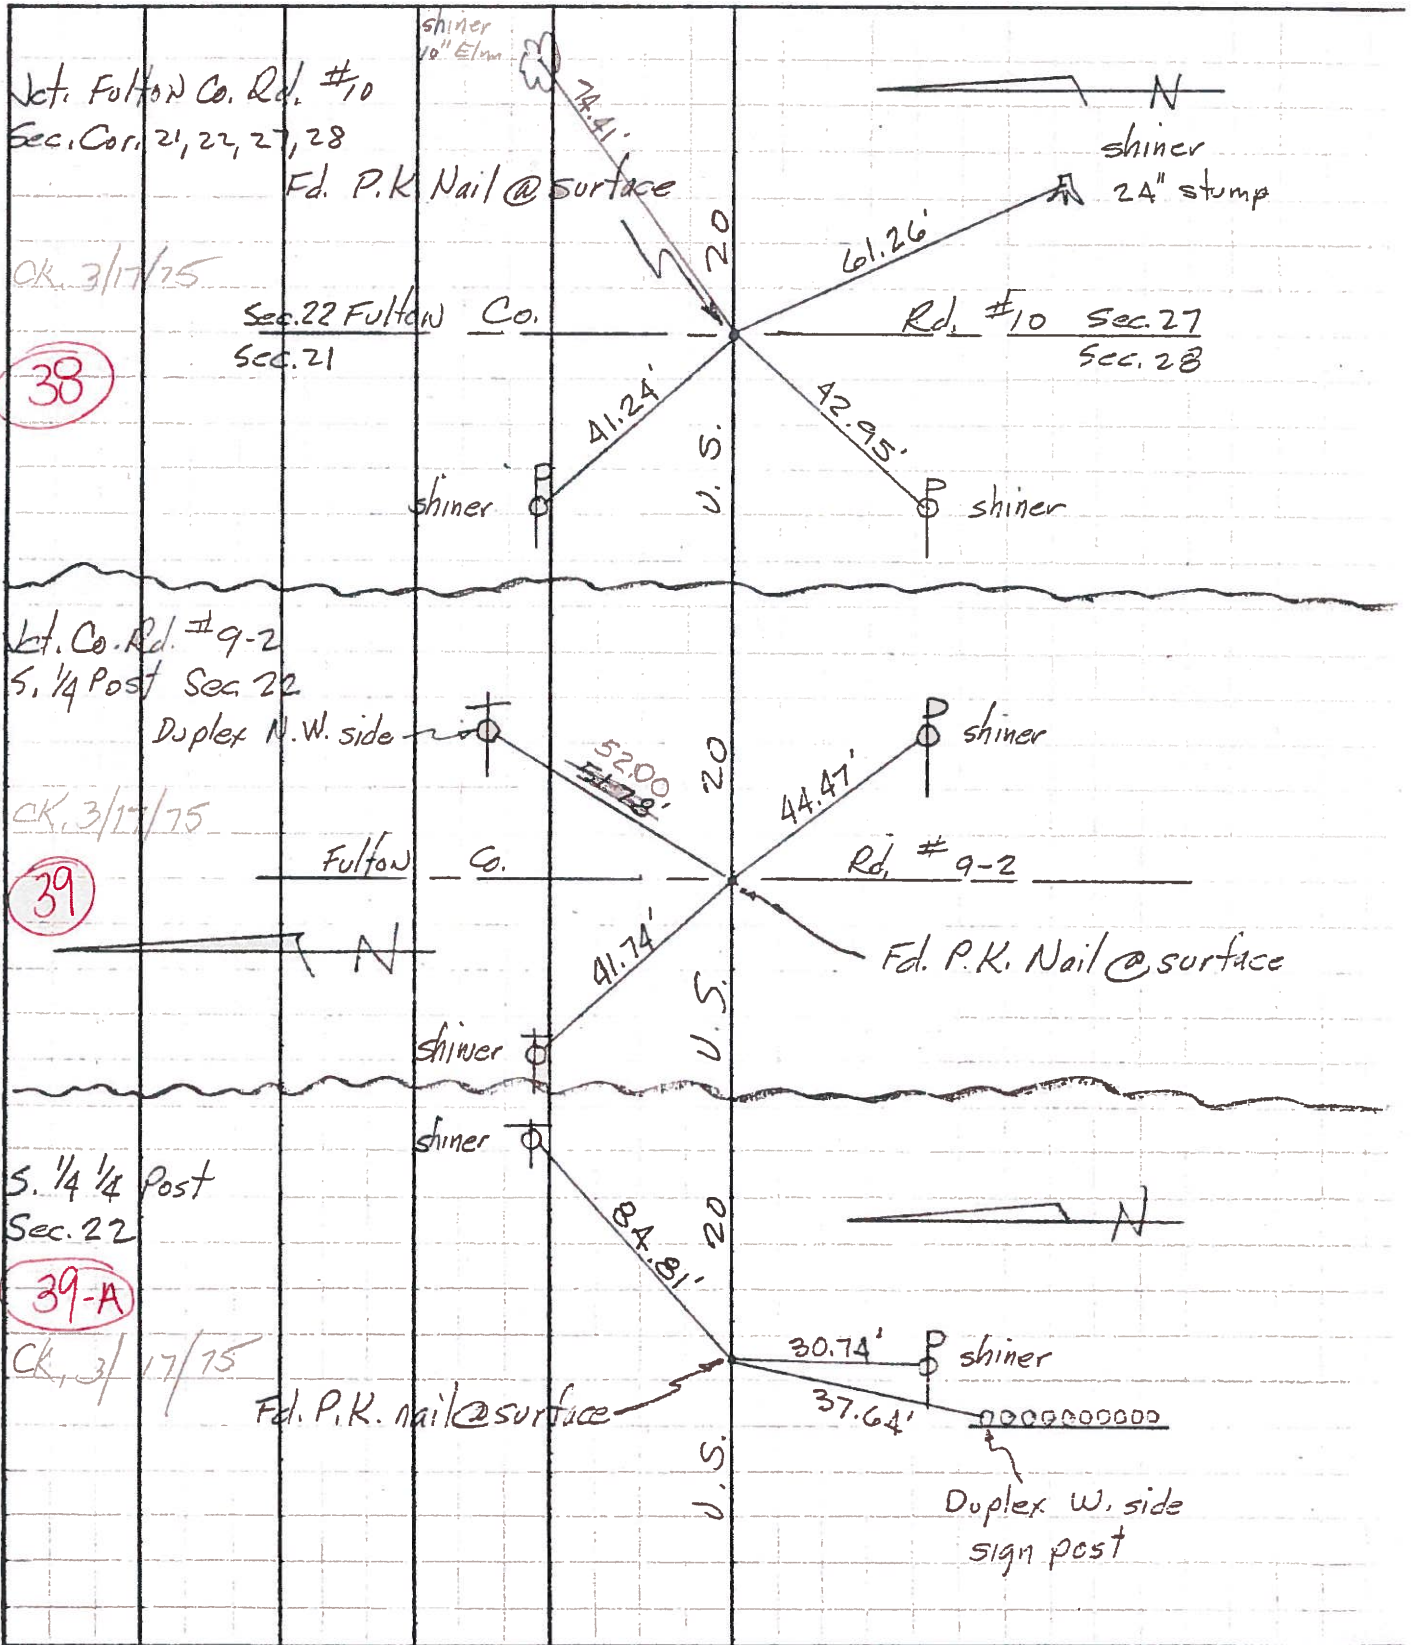 shiner
10" Elm
Jct. Fulton Co. Rd. #10
Sec. Cor. 21, 22, 27, 28
Fd. P.K. Nail @ surface
74.41'
N
shiner
24" stump
61.26'
CK. 3/17/75
Sec. 22 Fulton Co.
Sec. 21
Rd. #10 Sec. 27
Sec. 28
38
U. S. 20
41.24'
42.95'
shiner
shiner
Jct. Co. Rd. #9-2
S. 1/4 Post Sec. 22
Duplex N.W. side
52.00
51.78'
44.47'
shiner
CK. 3/17/75
Fulton Co.
Rd. # 9-2
39
N
U.S. 20
41.74'
Fd. P.K. Nail @ surface
shiner
shiner
S. 1/4 1/4 Post
Sec. 22
39-A
CK. 3/17/75
84.81'
N
U.S. 20
30.74'
shiner
37.64'
Fd. P.K. nail @ surface
Duplex W. side
sign post